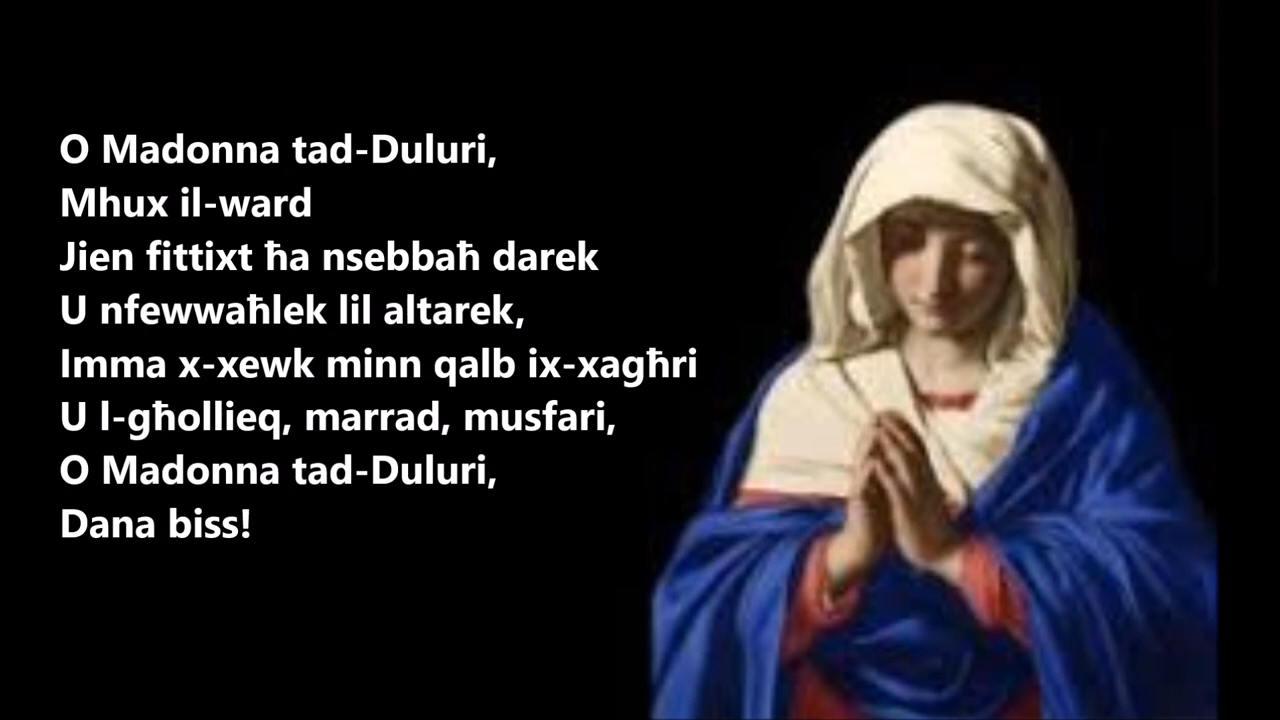 O Madonna tad-Duluri,
Mhux il-ward
Jien fittixt ħa nsebbaħ darek
U nfewwaħlek lil altarek,
Imma x-xewk minn qalb ix-xagħri
U l-għollieq, marrad, musfari,
O Madonna tad-Duluri,
Dana biss!